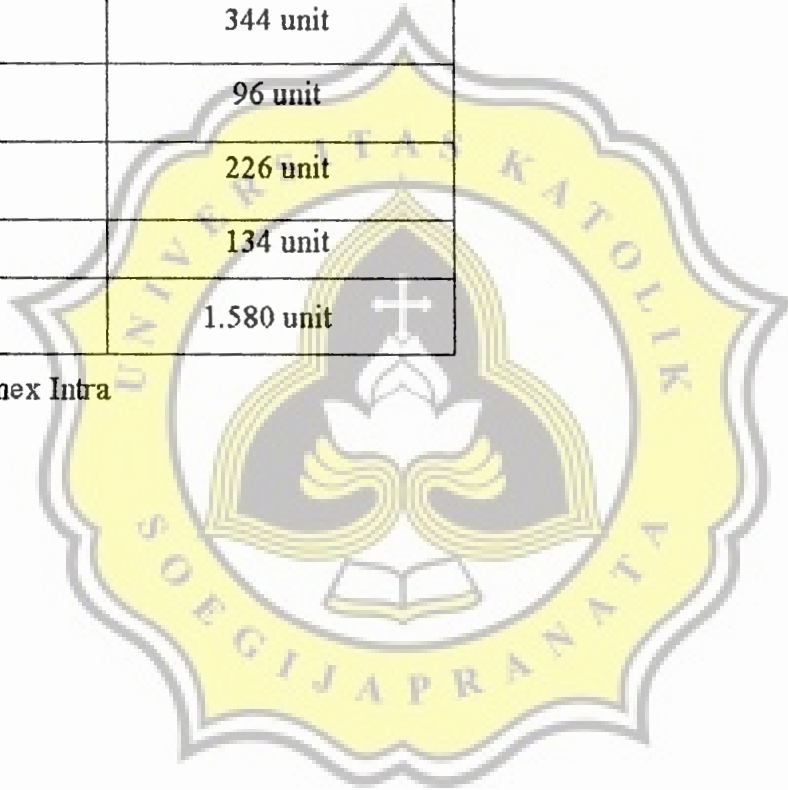 344 unit
96 unit
226 unit
134 unit
1.580 unit
nex Intra
UNIVERSITAS KATOLIK
SOEGIJAPRANATA